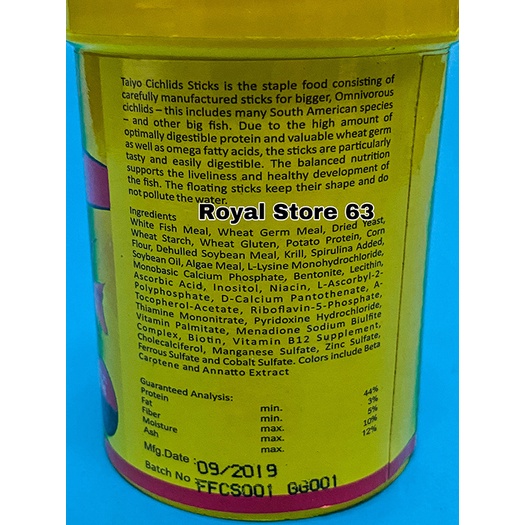 Taiyo Cichlids Sticks is the staple food consisting of
carefully manufactured sticks for bigger, Omnivorous
cichlids – this includes many South American species
– and other big fish. Due to the high amount of
optimally digestible protein and valuable wheat germ
as well as omega fatty acids, the sticks are particularly
tasty and easily digestible. The balanced nutrition
supports the liveliness and healthy development of
the fish. The floating sticks keep their shape and do
not pollute the water.
Royal Store 63
Ingredients
White Fish Meal, Wheat Germ Meal, Dried Yeast,
Wheat Starch, Wheat Gluten, Potato Protein, Corn
Flour, Dehulled Soybean Meal, Krill, Spirulina Added,
Soybean Oil, Algae Meal, L-Lysine Monohydrochloride,
Monobasic Calcium Phosphate, Bentonite, Lecithin,
Ascorbic Acid, Inositol, Niacin, L-Ascorbyl-2-
Polyphosphate, D-Calcium Pantothenate, A-
Tocopherol-Acetate, Riboflavin-5-Phosphate,
Thiamine Mononitrate, Pyridoxine Hydrochloride,
Vitamin Palmitate, Menadione Sodium Biulfite
Complex, Biotin, Vitamin B12 Supplement,
Cholecalciferol, Manganese Sulfate, Zinc Sulfate,
Ferrous Sulfate and Cobalt Sulfate. Colors include Beta
Carptene and Annatto Extract
Guaranteed Analysis:
Protein min. 44%
Fat min. 3%
Fiber max. 5%
Moisture max. 10%
Ash max. 12%
Mfg.Date : 09/2019
Batch No FFCS001 GG001